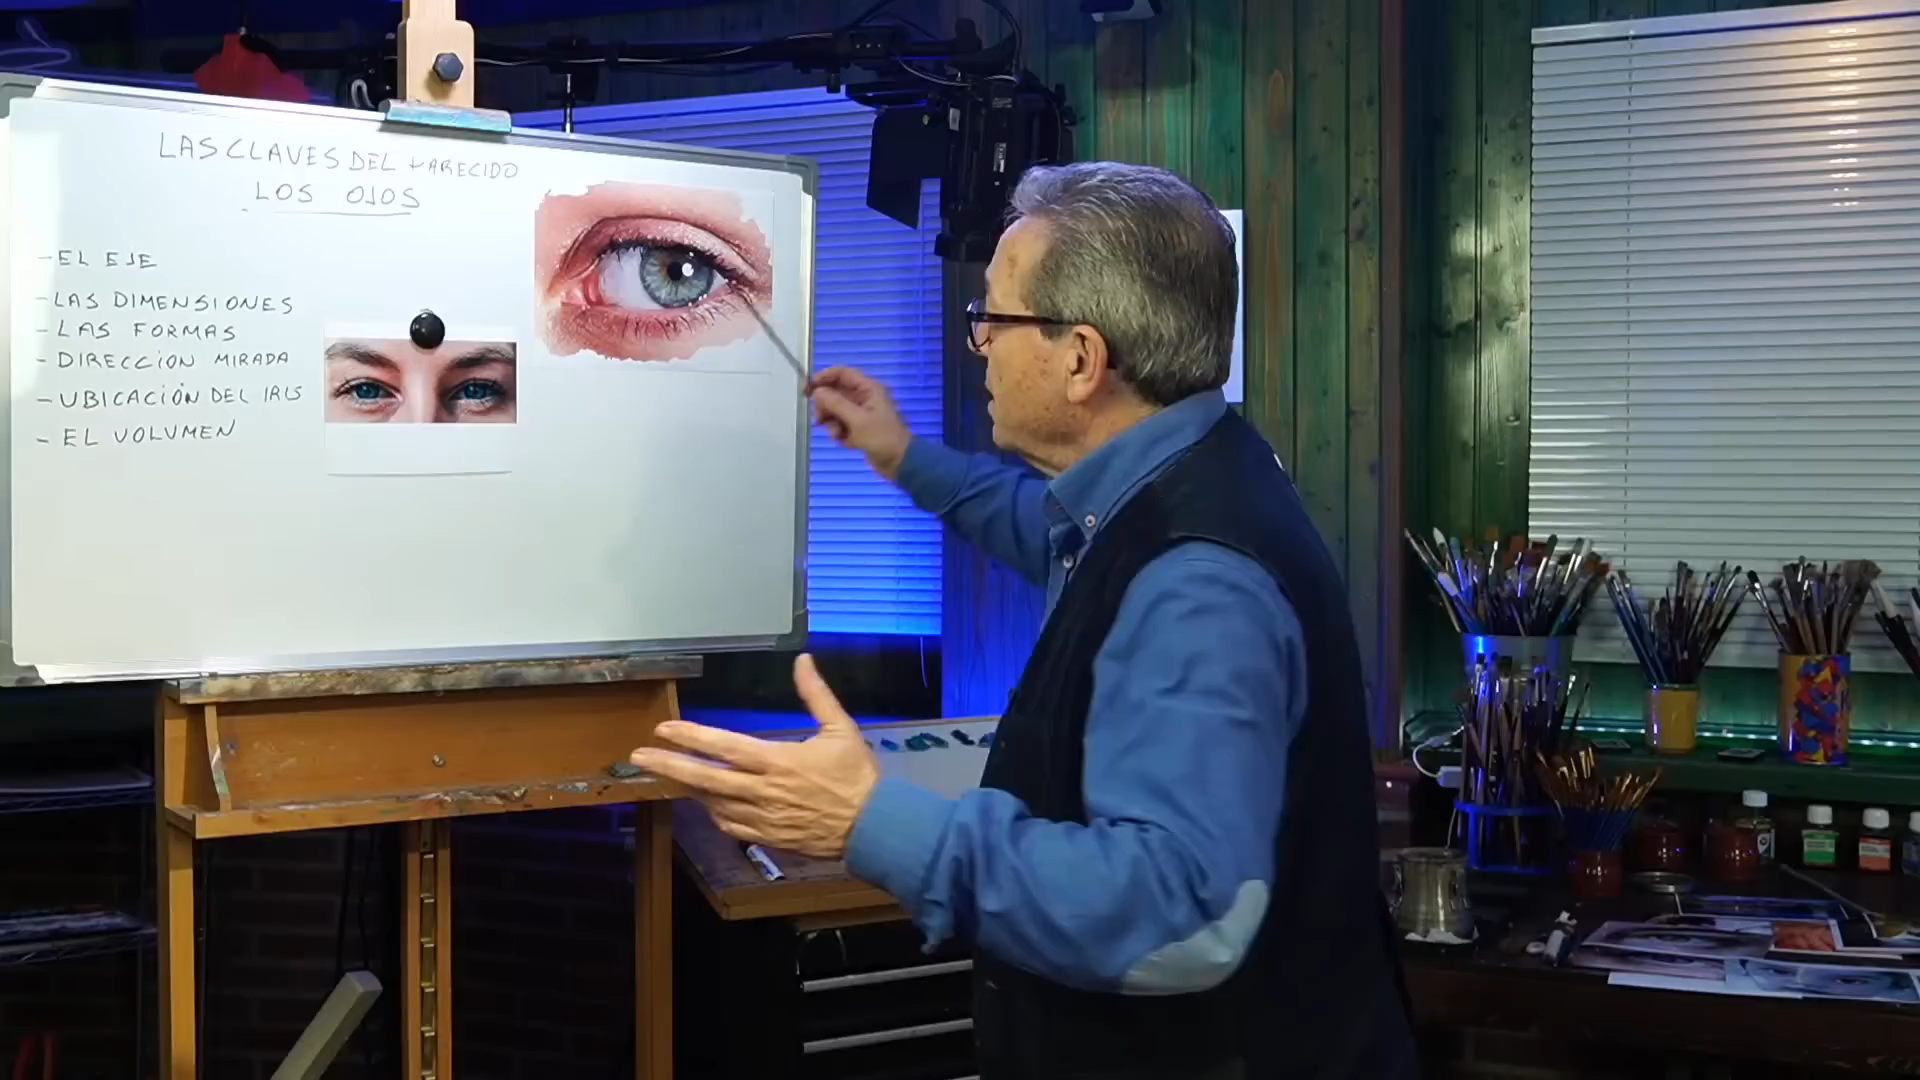 LAS CLAVES DEL PARECIDO
LOS OJOS
- EL EJE
- LAS DIMENSIONES
- LAS FORMAS
- DIRECCION MIRADA
- UBICACIÓN DEL IRIS
- EL VOLUMEN